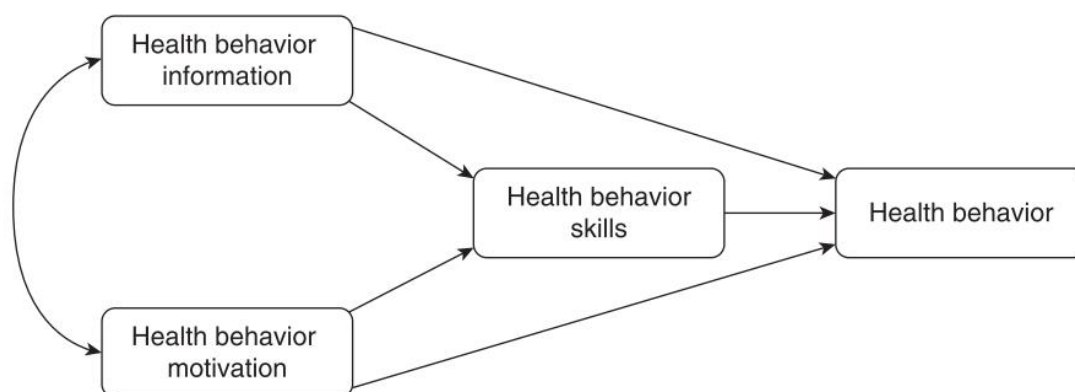 Health behavior
information
Health behavior
skills
Health behavior
Health behavior
motivation